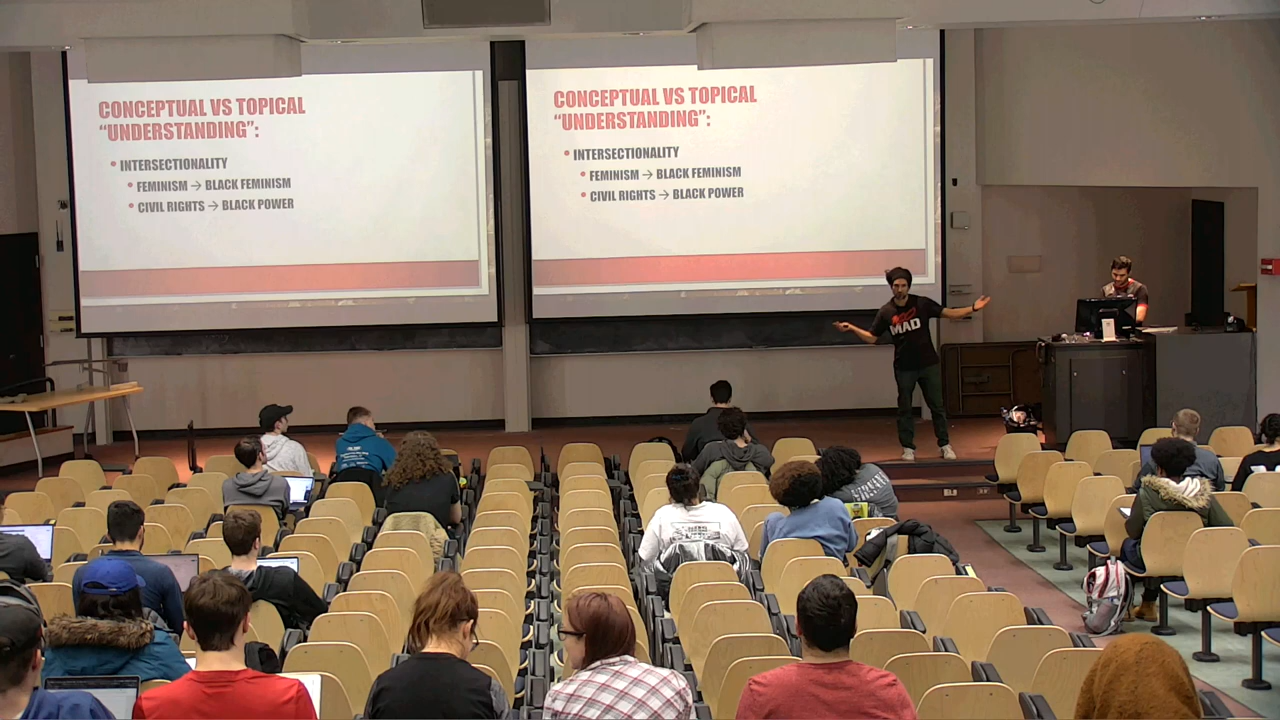 CONCEPTUAL VS TOPICAL
“UNDERSTANDING”:
• INTERSECTIONALITY
• FEMINISM → BLACK FEMINISM
• CIVIL RIGHTS → BLACK POWER
CONCEPTUAL VS TOPICAL
“UNDERSTANDING”:
• INTERSECTIONALITY
• FEMINISM → BLACK FEMINISM
• CIVIL RIGHTS → BLACK POWER
MAD